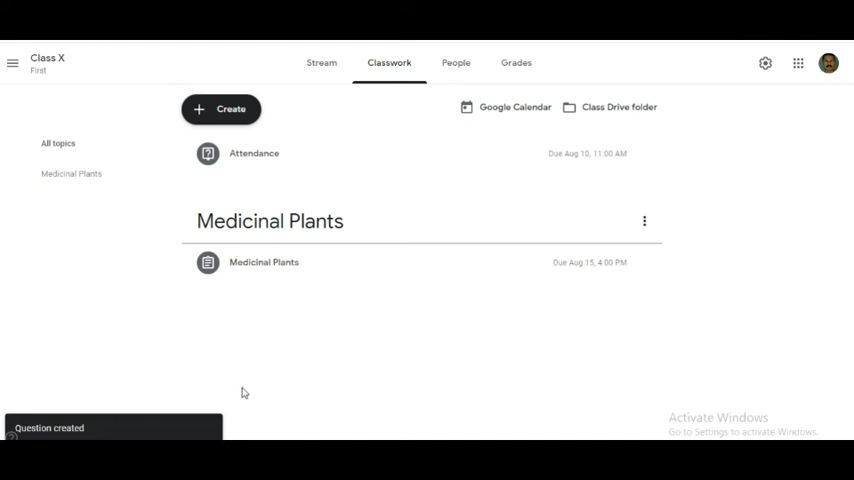 Class X
First
Stream
Classwork
People
Grades
Create
Google Calendar
Class Drive folder
All topics
Medicinal Plants
Attendance
Due Aug 10, 11:00 AM
Medicinal Plants
Medicinal Plants
Due Aug 15, 4:00 PM
Question created
Activate Windows
Go to Settings to activate Windows.